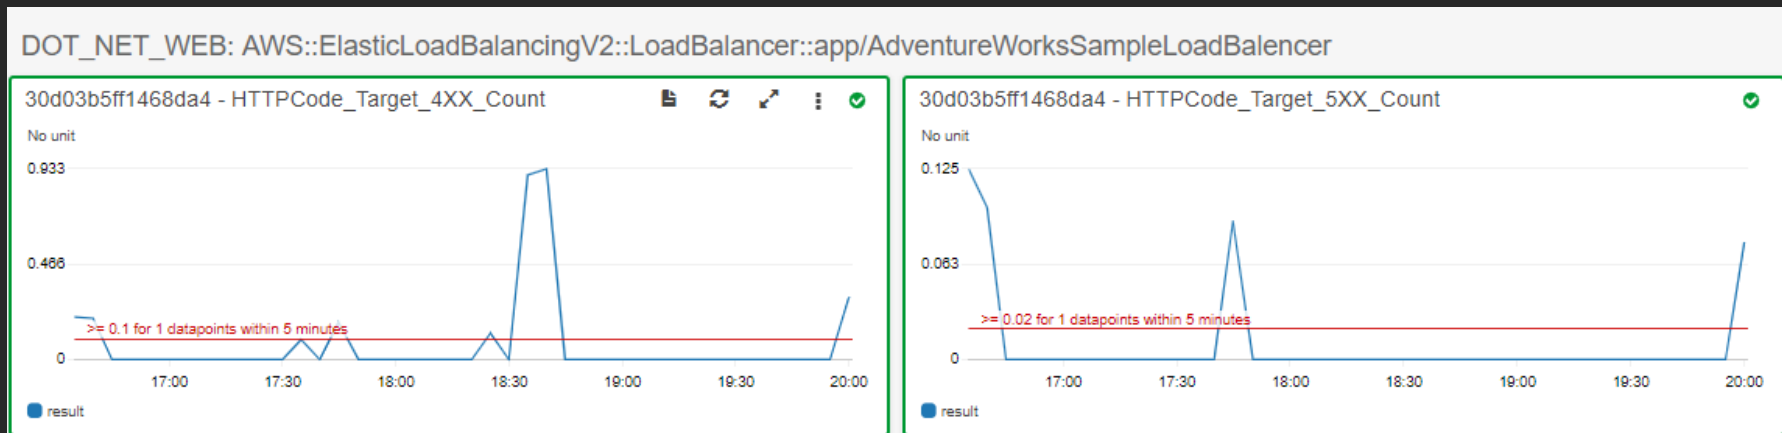 DOT_NET_WEB: AWS::ElasticLoadBalancingV2::LoadBalancer::app/AdventureWorksSampleLoadBalencer
30d03b5ff1468da4 - HTTPCode_Target_4XX_Count
No unit
0.933
0.466
>= 0.1 for 1 datapoints within 5 minutes
0
17:00 17:30 18:00 18:30 19:00 19:30 20:00
result
30d03b5ff1468da4 - HTTPCode_Target_5XX_Count
No unit
0.125
0.063
>= 0.02 for 1 datapoints within 5 minutes
0
17:00 17:30 18:00 18:30 19:00 19:30 20:00
result